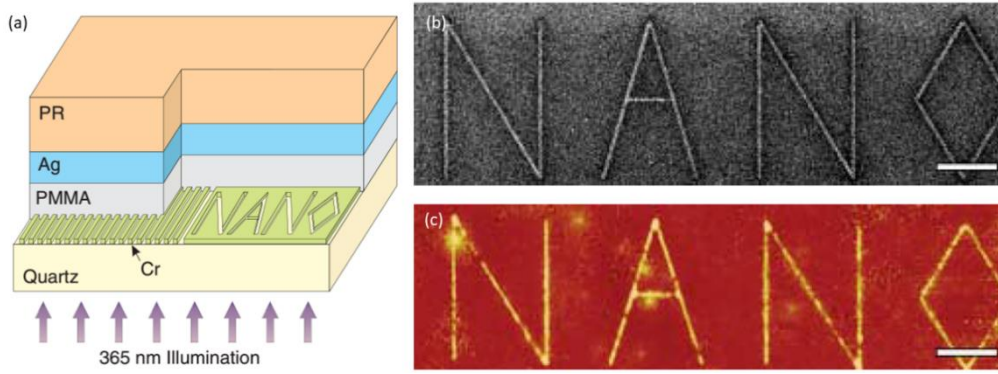 (a)
PR
Ag
PMMA
NANO
Cr
Quartz
365 nm Illumination
(b)
NANO
(c)
NANO